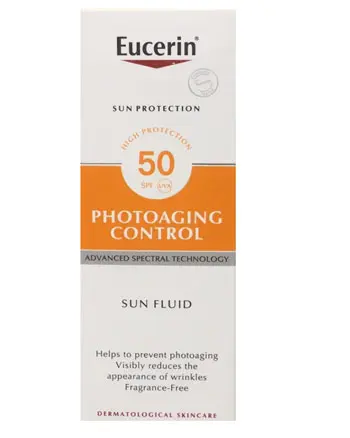 Eucerin®
SUN PROTECTION
HIGH PROTECTION
50
SPF UVA
PHOTOAGING
CONTROL
ADVANCED SPECTRAL TECHNOLOGY
SUN FLUID
Helps to prevent photoaging
Visibly reduces the
appearance of wrinkles
Fragrance-Free
DERMATOLOGICAL SKINCARE